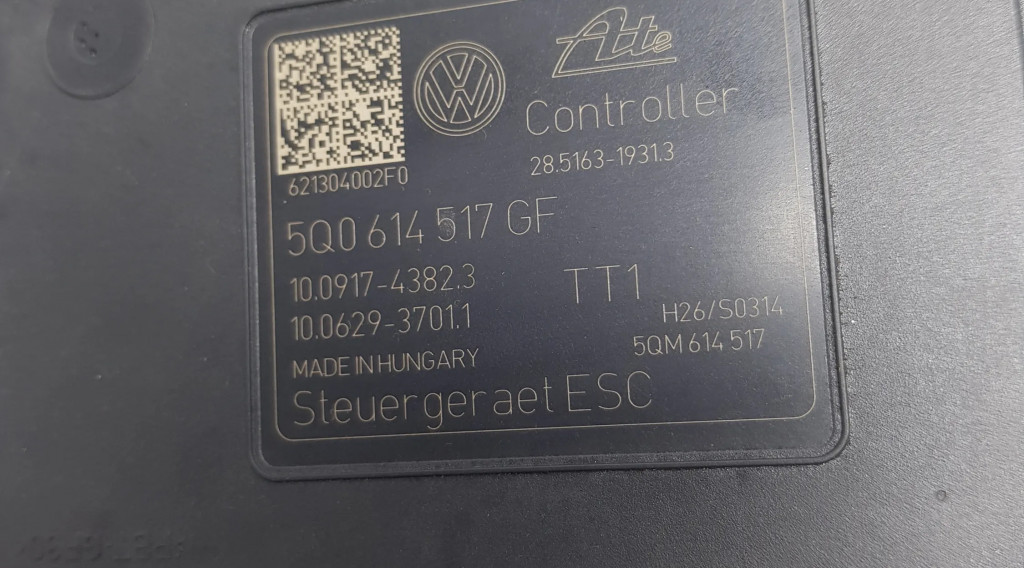 Ate
Controller
28.5163-1931.3
621304002F0
5Q0 614 517 GF
10.0917-4382.3
TT1
10.0629-3701.1
H26/S0314
5QM 614 517
MADE IN HUNGARY
Steuergeraet ESC